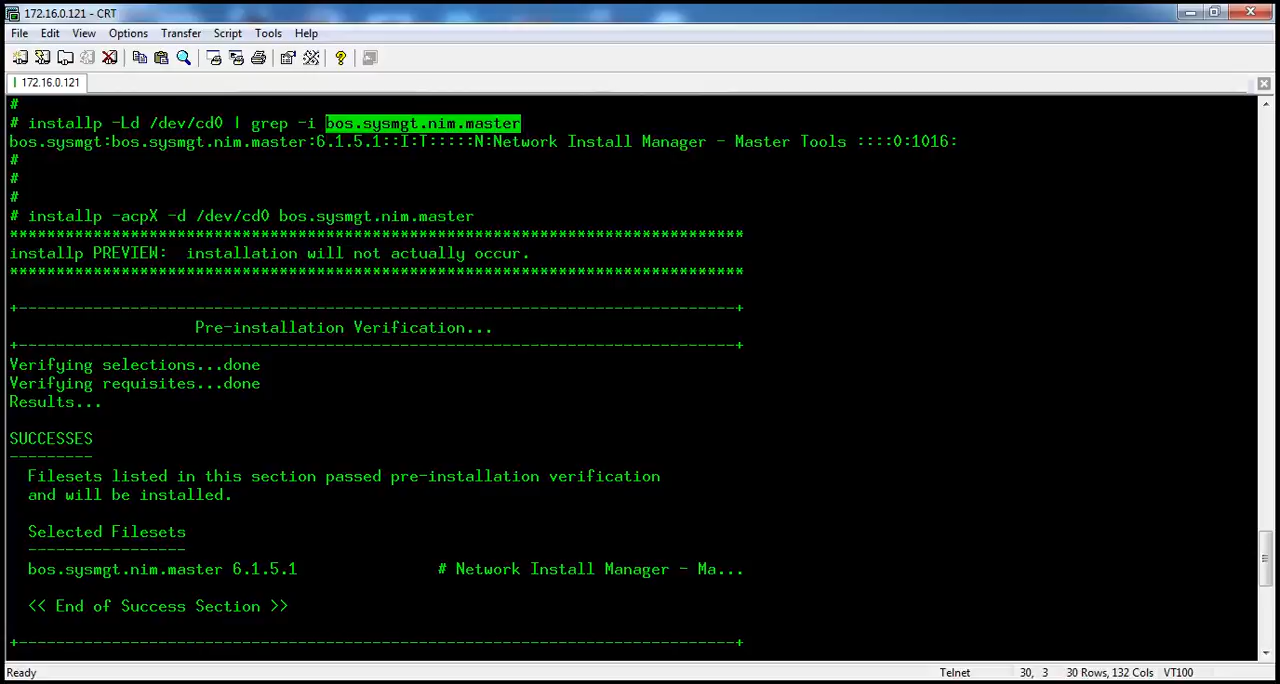 172.16.0.121 - CRT
File Edit View Options Transfer Script Tools Help
172.16.0.121
#
# installp -Ld /dev/cd0 | grep -i bos.sysmgt.nim.master
bos.sysmgt:bos.sysmgt.nim.master:6.1.5.1::I:T:::::N:Network Install Manager - Master Tools ::::0:1016:
#
#
#
# installp -acpX -d /dev/cd0 bos.sysmgt.nim.master
*******************************************************************************
installp PREVIEW:  installation will not actually occur.
*******************************************************************************
+-----------------------------------------------------------------------------+
Pre-installation Verification...
+-----------------------------------------------------------------------------+
Verifying selections...done
Verifying requisites...done
Results...
SUCCESSES
---------
Filesets listed in this section passed pre-installation verification
and will be installed.
Selected Filesets
-----------------
bos.sysmgt.nim.master 6.1.5.1 # Network Install Manager - Ma...
<< End of Success Section >>
+-----------------------------------------------------------------------------+
Ready Telnet 30, 3 30 Rows, 132 Cols VT100